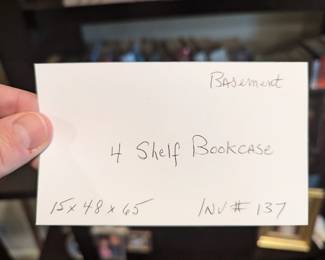 Basement
4 Shelf Bookcase
15x48x65 INV# 137